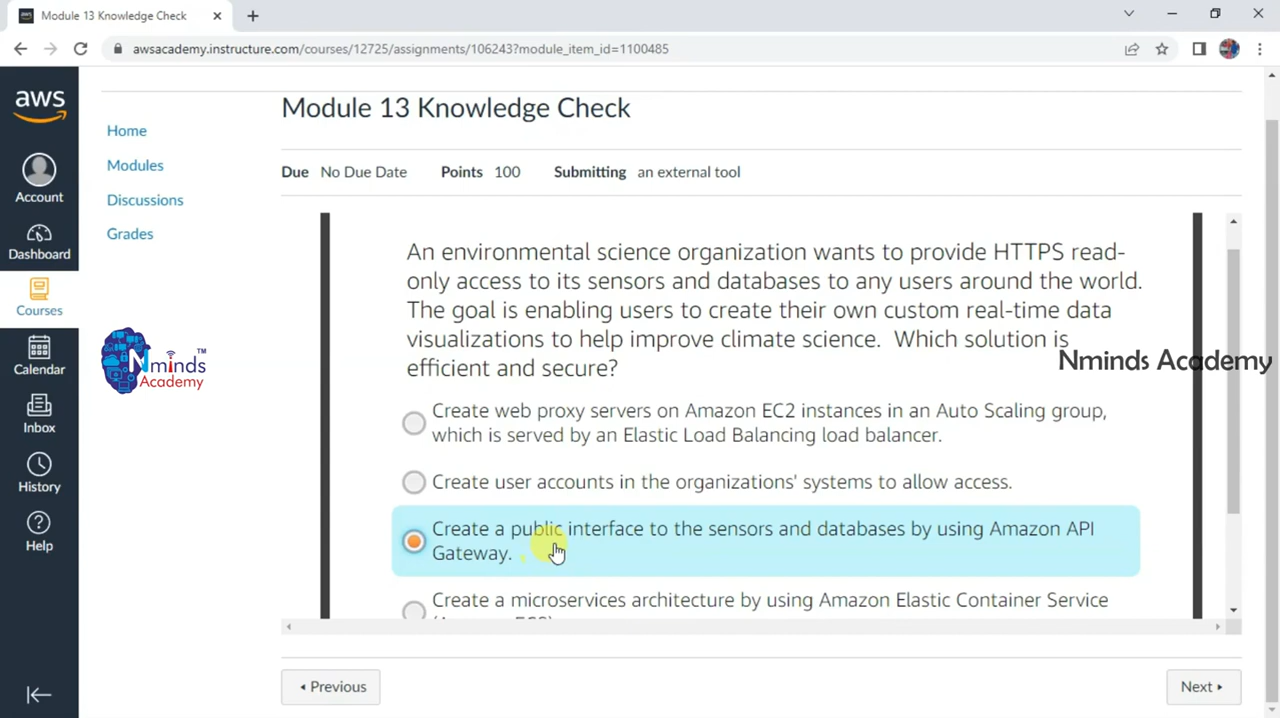 Module 13 Knowledge Check
awsacademy.instructure.com/courses/12725/assignments/106243?module_item_id=1100485
aws
Account
Dashboard
Courses
Calendar
Inbox
History
Help
Home
Modules
Discussions
Grades
Nminds™
Academy
Module 13 Knowledge Check
Due No Due Date Points 100 Submitting an external tool
An environmental science organization wants to provide HTTPS read-
only access to its sensors and databases to any users around the world.
The goal is enabling users to create their own custom real-time data
visualizations to help improve climate science. Which solution is
efficient and secure?
Nminds Academy
Create web proxy servers on Amazon EC2 instances in an Auto Scaling group,
which is served by an Elastic Load Balancing load balancer.
Create user accounts in the organizations' systems to allow access.
Create a public interface to the sensors and databases by using Amazon API
Gateway.
Create a microservices architecture by using Amazon Elastic Container Service
Previous
Next